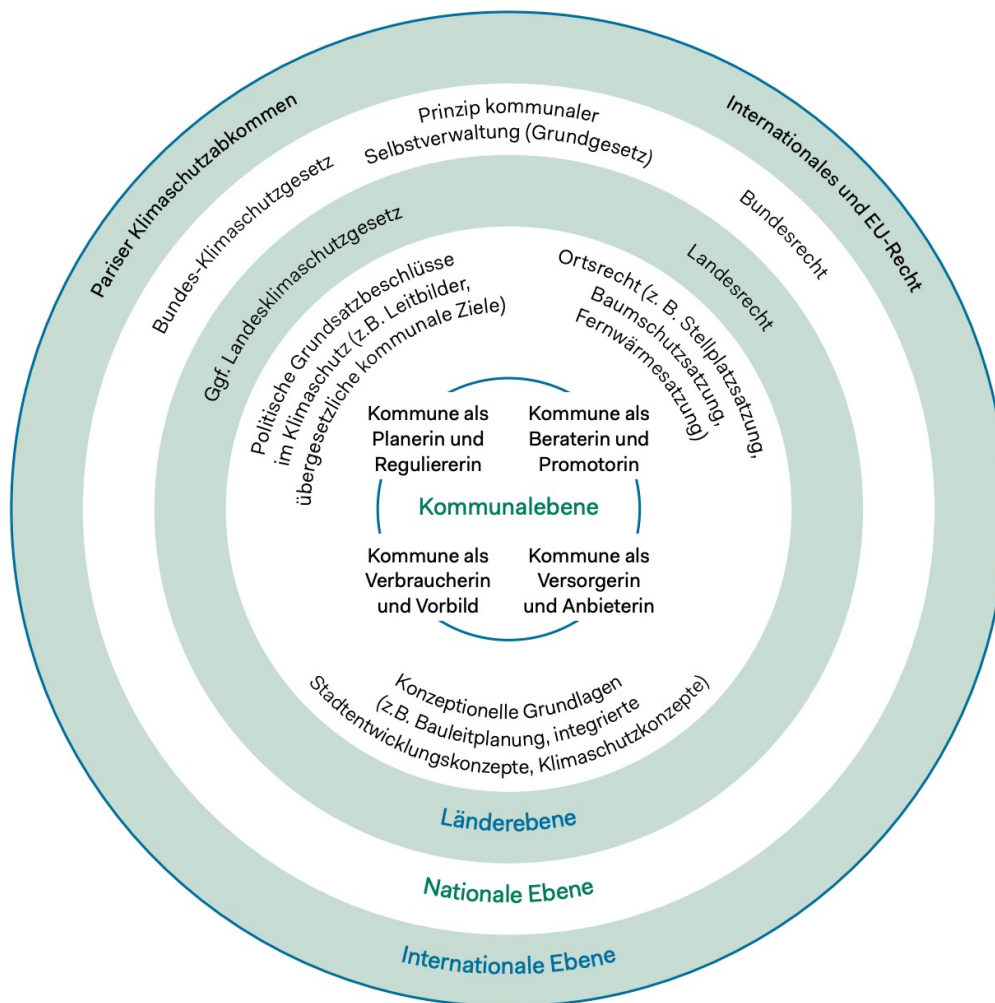 Pariser Klimaschutzabkommen
Internationales und EU-Recht
Bundes-Klimaschutzgesetz
Prinzip kommunaler
Selbstverwaltung (Grundgesetz)
Bundesrecht
Ggf. Landesklimaschutzgesetz
Landesrecht
Politische Grundsatzbeschlüsse
im Klimaschutz (z.B. Leitbilder,
übergesetzliche kommunale Ziele)
Ortsrecht (z. B. Stellplatzsatzung,
Baumschutzsatzung,
Fernwärmesatzung)
Kommune als
Planerin und
Reguliererin
Kommune als
Beraterin und
Promotorin
Kommunalebene
Kommune als
Verbraucherin
und Vorbild
Kommune als
Versorgerin
und Anbieterin
Konzeptionelle Grundlagen
(z.B. Bauleitplanung, integrierte
Stadtentwicklungskonzepte, Klimaschutzkonzepte)
Länderebene
Nationale Ebene
Internationale Ebene